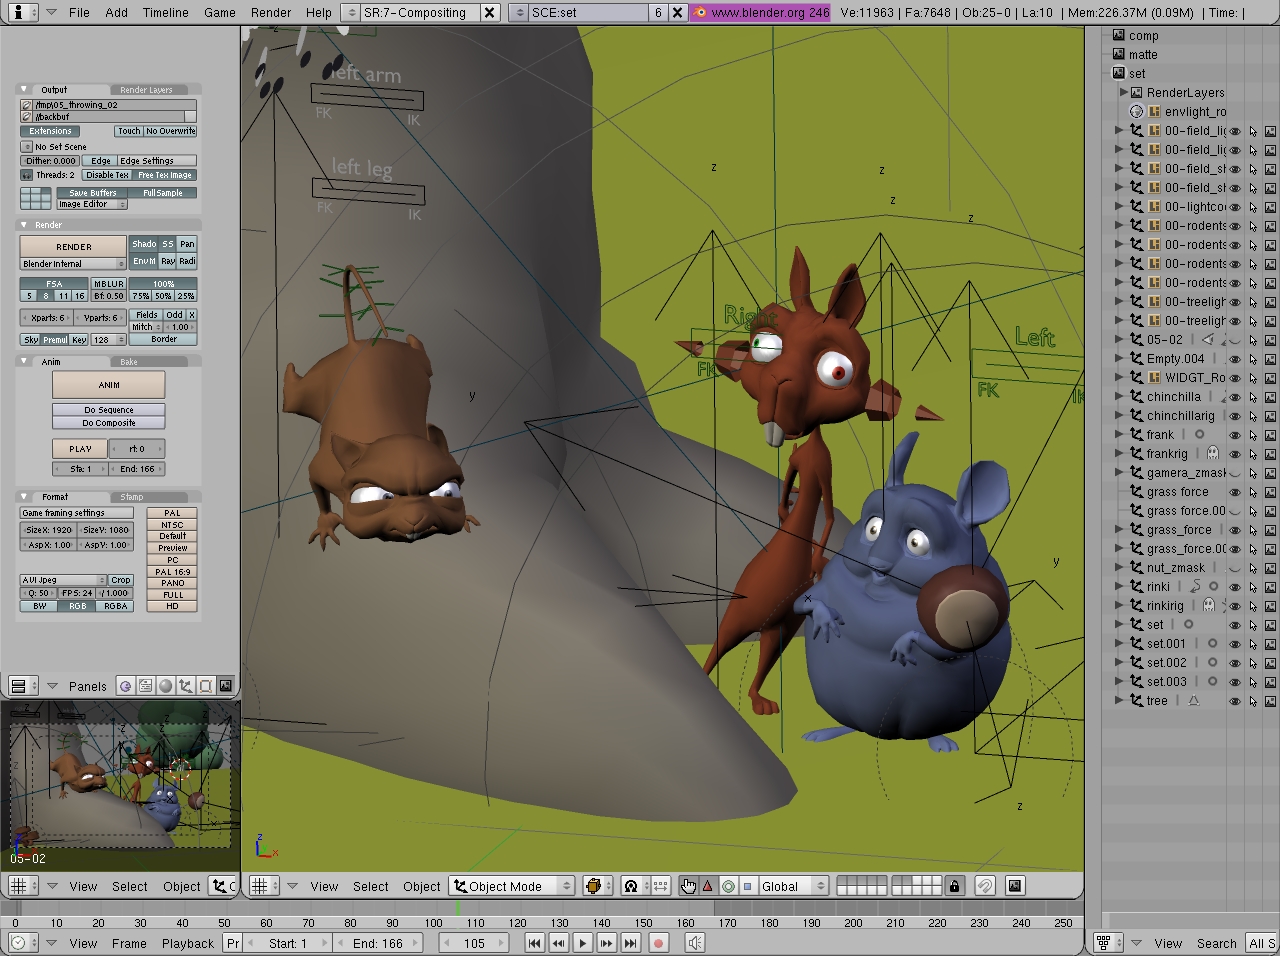 File Add Timeline Game Render Help SR:7-Compositing SCE:set 6 www.blender.org 246 Ve:11963 | Fa:7648 | Ob:25-0 | La:10 | Mem:226.37M (0.09M) | Time: |
Output Render Layers
/tmp\05_throwing_02
//backbuf
Extensions Touch No Overwrite
No Set Scene
Dither: 0.000 Edge Edge Settings
Threads: 2 Disable Tex Free Tex Image
Save Buffers Full Sample
Image Editor
Render
RENDER Shado SS Pan
Blender Internal EnvM Ray Radi
FSA MBLUR 100%
5 8 11 16 Bf: 0.50 75% 50% 25%
Xparts: 6 Yparts: 6 Fields Odd X
Mitch 1.00
Sky Premul Key 128 Border
Anim Bake
ANIM
Do Sequence
Do Composite
PLAY rt: 0
Sta: 1 End: 166
Format Stamp
Game framing settings PAL
NTSC
SizeX: 1920 SizeY: 1080 Default
AspX: 1.00 AspY: 1.00 Preview
PC
PAL 16:9
AVI Jpeg Crop PANO
Q: 50 FPS: 24 /1.000 FULL
BW RGB RGBA HD
Panels
05-02
View Select Object
left arm
FK IK
left leg
FK IK
z
z
z
z
Right
FK
Left
FK IK
y
y
x
z
z
x
View Select Object Object Mode Global
comp
matte
set
RenderLayers
envlight_ro
00-field_lig
00-field_lig
00-field_sh
00-field_sh
00-lightcoo
00-rodents
00-rodents
00-rodents
00-rodents
00-treeligh
00-treeligh
05-02
Empty.004
WIDGT_Ro
chinchilla
chinchillarig
frank
frankrig
gamera_zmask
grass force
grass force.00
grass_force
grass_force.00
nut_zmask
rinki
rinkirig
set
set.001
set.002
set.003
tree
0 10 20 30 40 50 60 70 80 90 100 110 120 130 140 150 160 170 180 190 200 210 220 230 240 250
View Frame Playback Pr Start: 1 End: 166 105
View Search All S